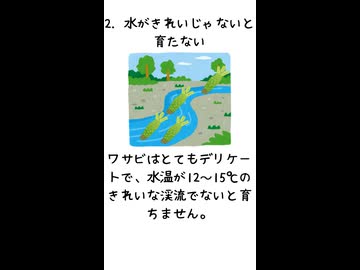 2. 水がきれいじゃないと
育たない
ワサビはとてもデリケー
トで、水温が12～15℃の
きれいな渓流でないと育
ちません。